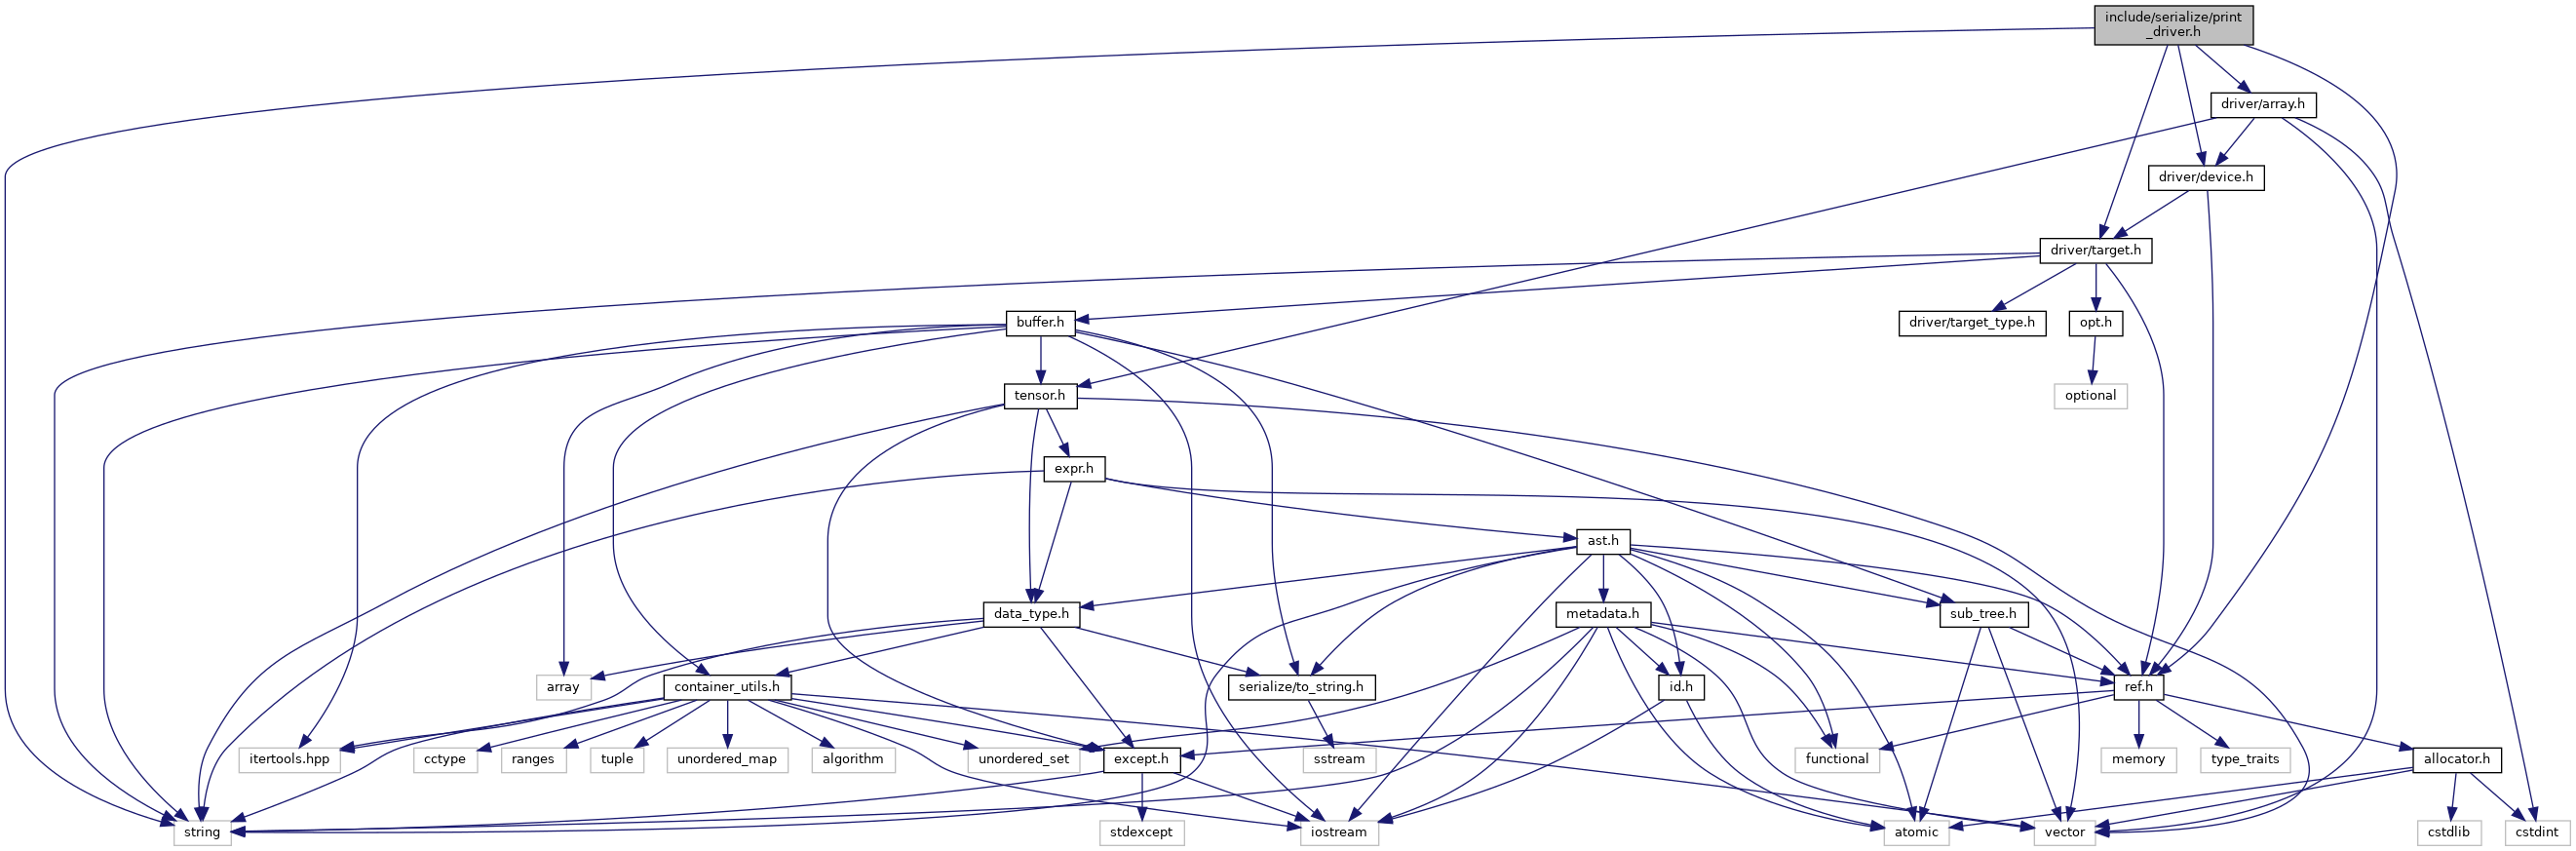 include/serialize/print
_driver.h
driver/array.h
driver/device.h
driver/target.h
buffer.h
driver/target_type.h
opt.h
tensor.h
optional
expr.h
ast.h
data_type.h
metadata.h
sub_tree.h
array
container_utils.h
serialize/to_string.h
id.h
ref.h
itertools.hpp
cctype
ranges
tuple
unordered_map
algorithm
unordered_set
except.h
sstream
functional
memory
type_traits
allocator.h
string
stdexcept
iostream
atomic
vector
cstdlib
cstdint